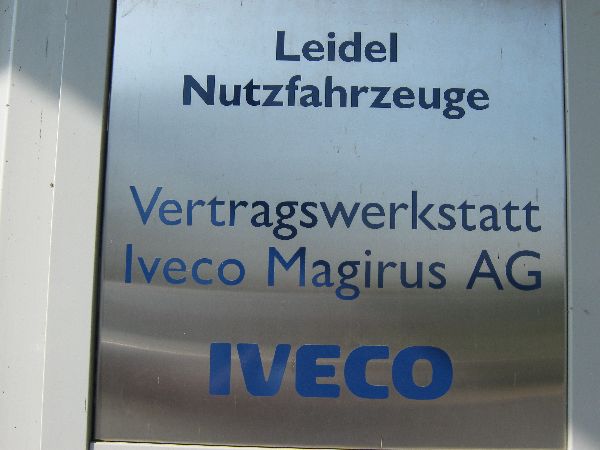 Leidel
Nutzfahrzeuge
Vertragswerkstatt
Iveco Magirus AG
IVECO